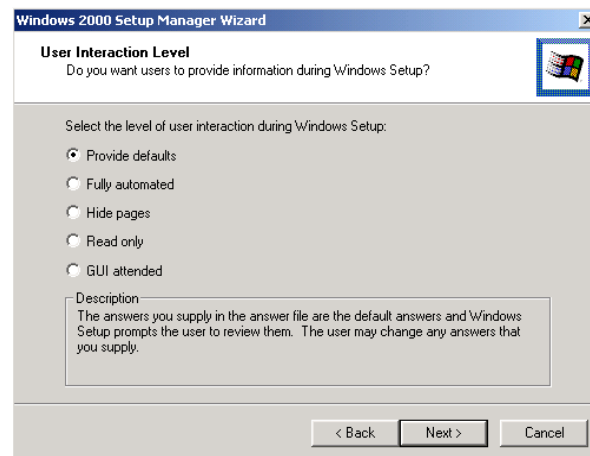 Windows 2000 Setup Manager Wizard
User Interaction Level
Do you want users to provide information during Windows Setup?
Select the level of user interaction during Windows Setup:
Provide defaults
Fully automated
Hide pages
Read only
GUI attended
Description
The answers you supply in the answer file are the default answers and Windows
Setup prompts the user to review them. The user may change any answers that
you supply.
< Back Next > Cancel